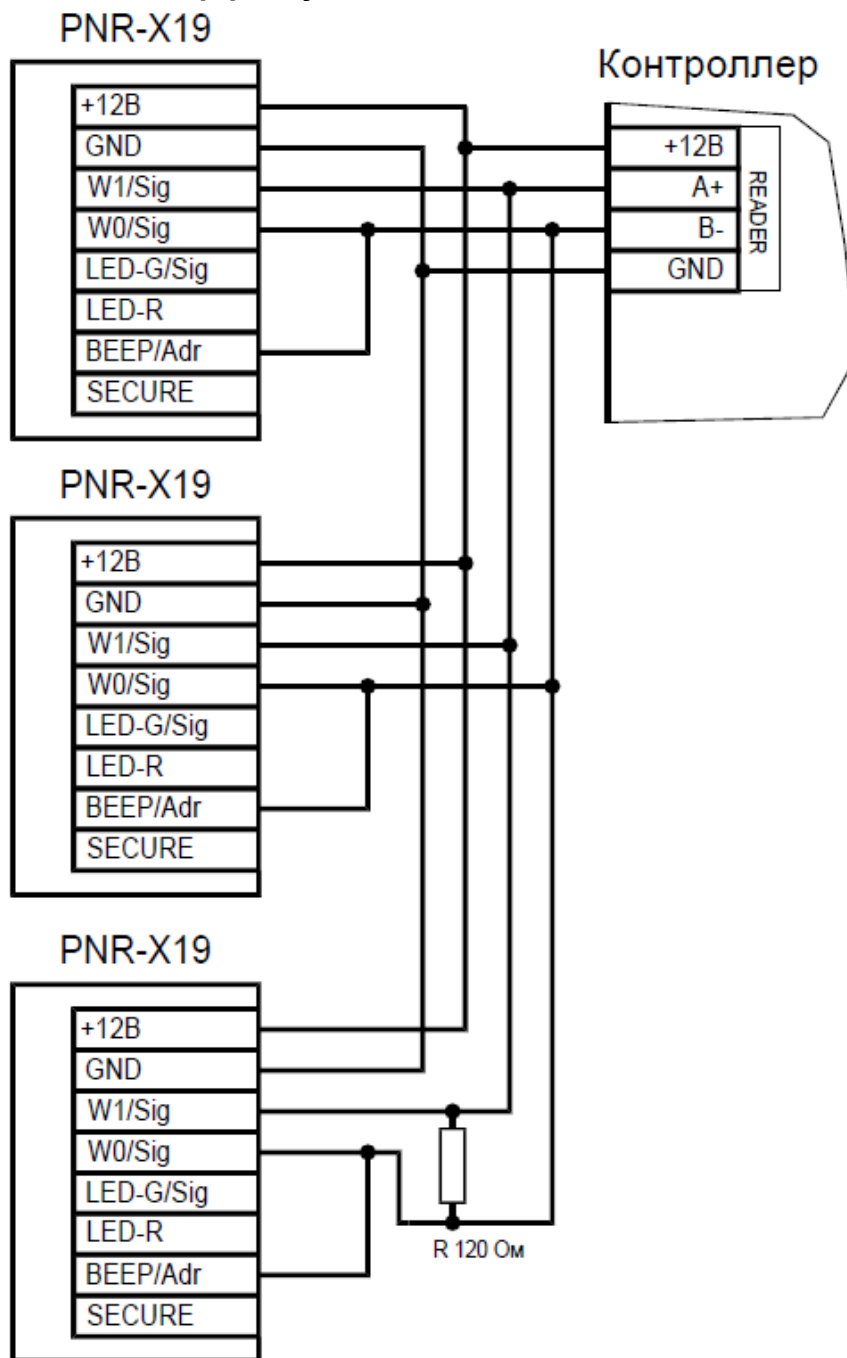 PNR-X19
+12В
GND
W1/Sig
W0/Sig
LED-G/Sig
LED-R
BEEP/Adr
SECURE
Контроллер
+12В
A+
B-
GND
READER
PNR-X19
+12В
GND
W1/Sig
W0/Sig
LED-G/Sig
LED-R
BEEP/Adr
SECURE
PNR-X19
+12В
GND
W1/Sig
W0/Sig
LED-G/Sig
LED-R
BEEP/Adr
SECURE
R 120 Ом